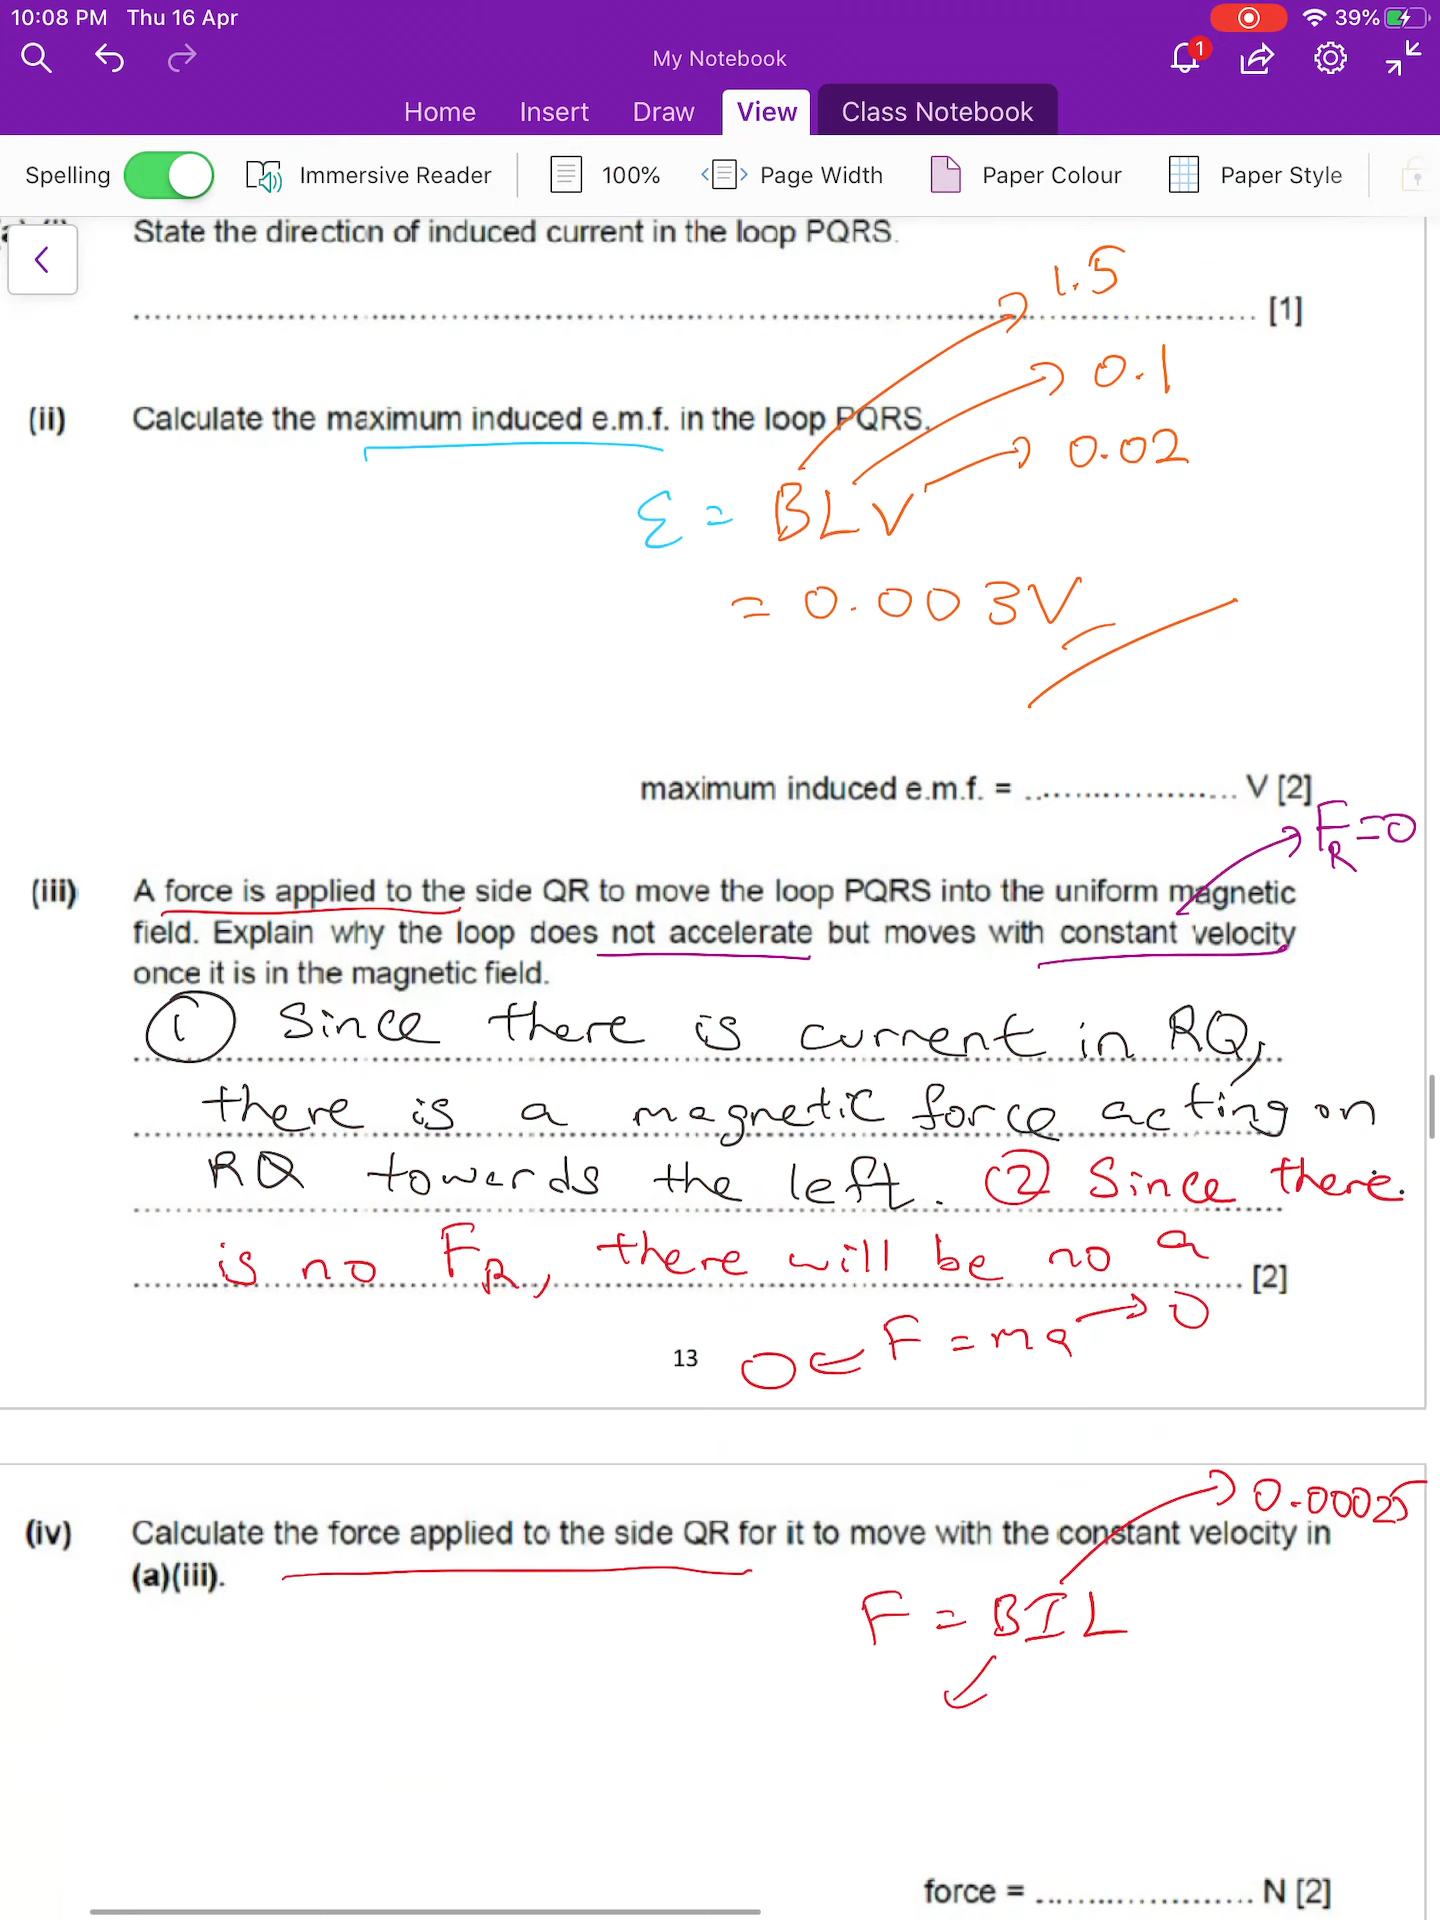 10:08 PM Thu 16 Apr
39%
My Notebook
1
Home Insert Draw View Class Notebook
Spelling Immersive Reader 100% Page Width Paper Colour Paper Style
State the direction of induced current in the loop PQRS.
1.5
[1]
0.1
(ii) Calculate the maximum induced e.m.f. in the loop PQRS.
0.02
ε = BLV
= 0.003V
maximum induced e.m.f. = ........................ V [2]
F_R=0
(iii) A force is applied to the side QR to move the loop PQRS into the uniform magnetic
field. Explain why the loop does not accelerate but moves with constant velocity
once it is in the magnetic field.
① Since there is current in RQ,
there is a magnetic force acting on
RQ towards the left. ② Since there
is no F_R, there will be no a
[2]
0 ← F = ma → 0
13
0.00025
(iv) Calculate the force applied to the side QR for it to move with the constant velocity in
(a)(iii).
F = BIL
force = ........................ N [2]